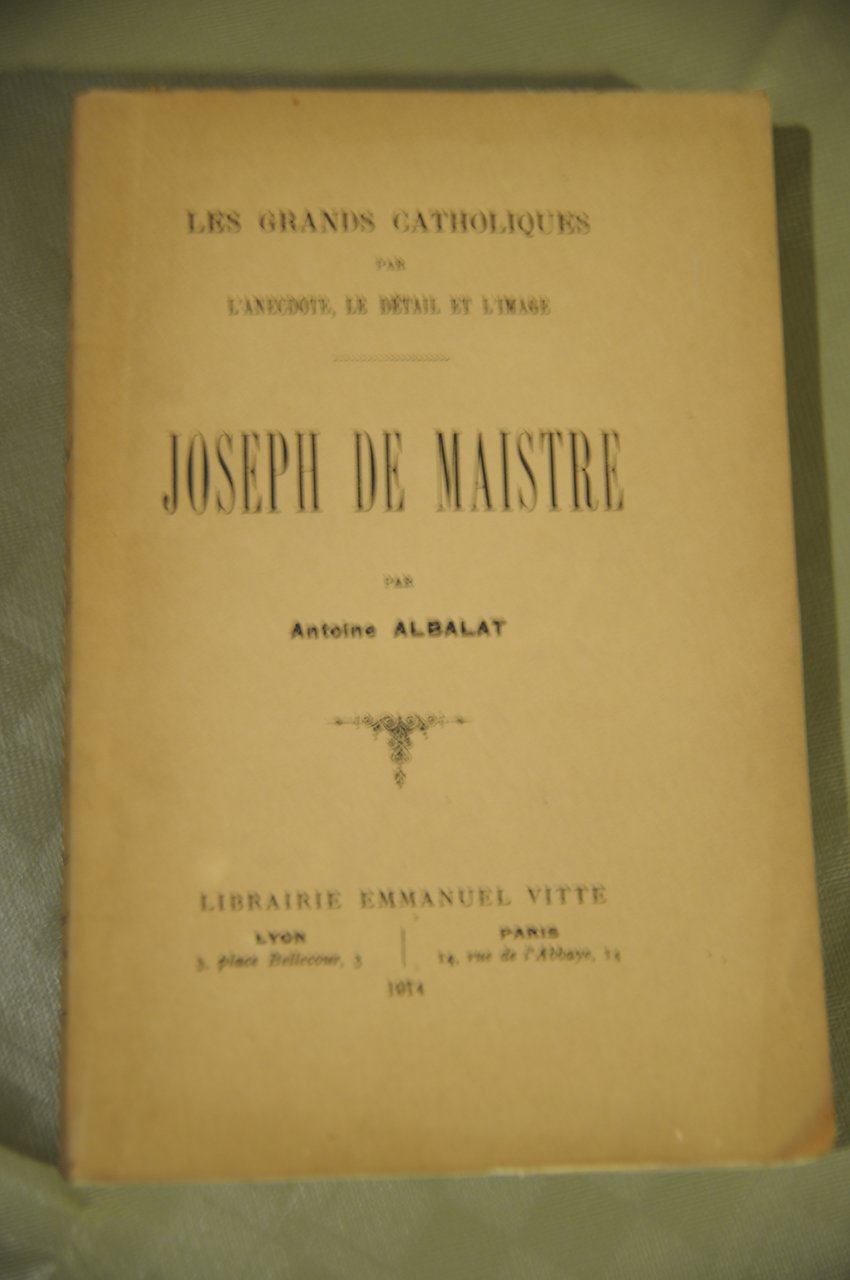 LES GRANDS CATHOLIQUES
PAR
L'ANECDOTE, LE DÉTAIL ET L'IMAGE
JOSEPH DE MAISTRE
PAR
Antoine ALBALAT
LIBRAIRIE EMMANUEL VITTE
LYON
3, place Bellecour, 3
PARIS
14, rue de l'Abbaye, 14
1914